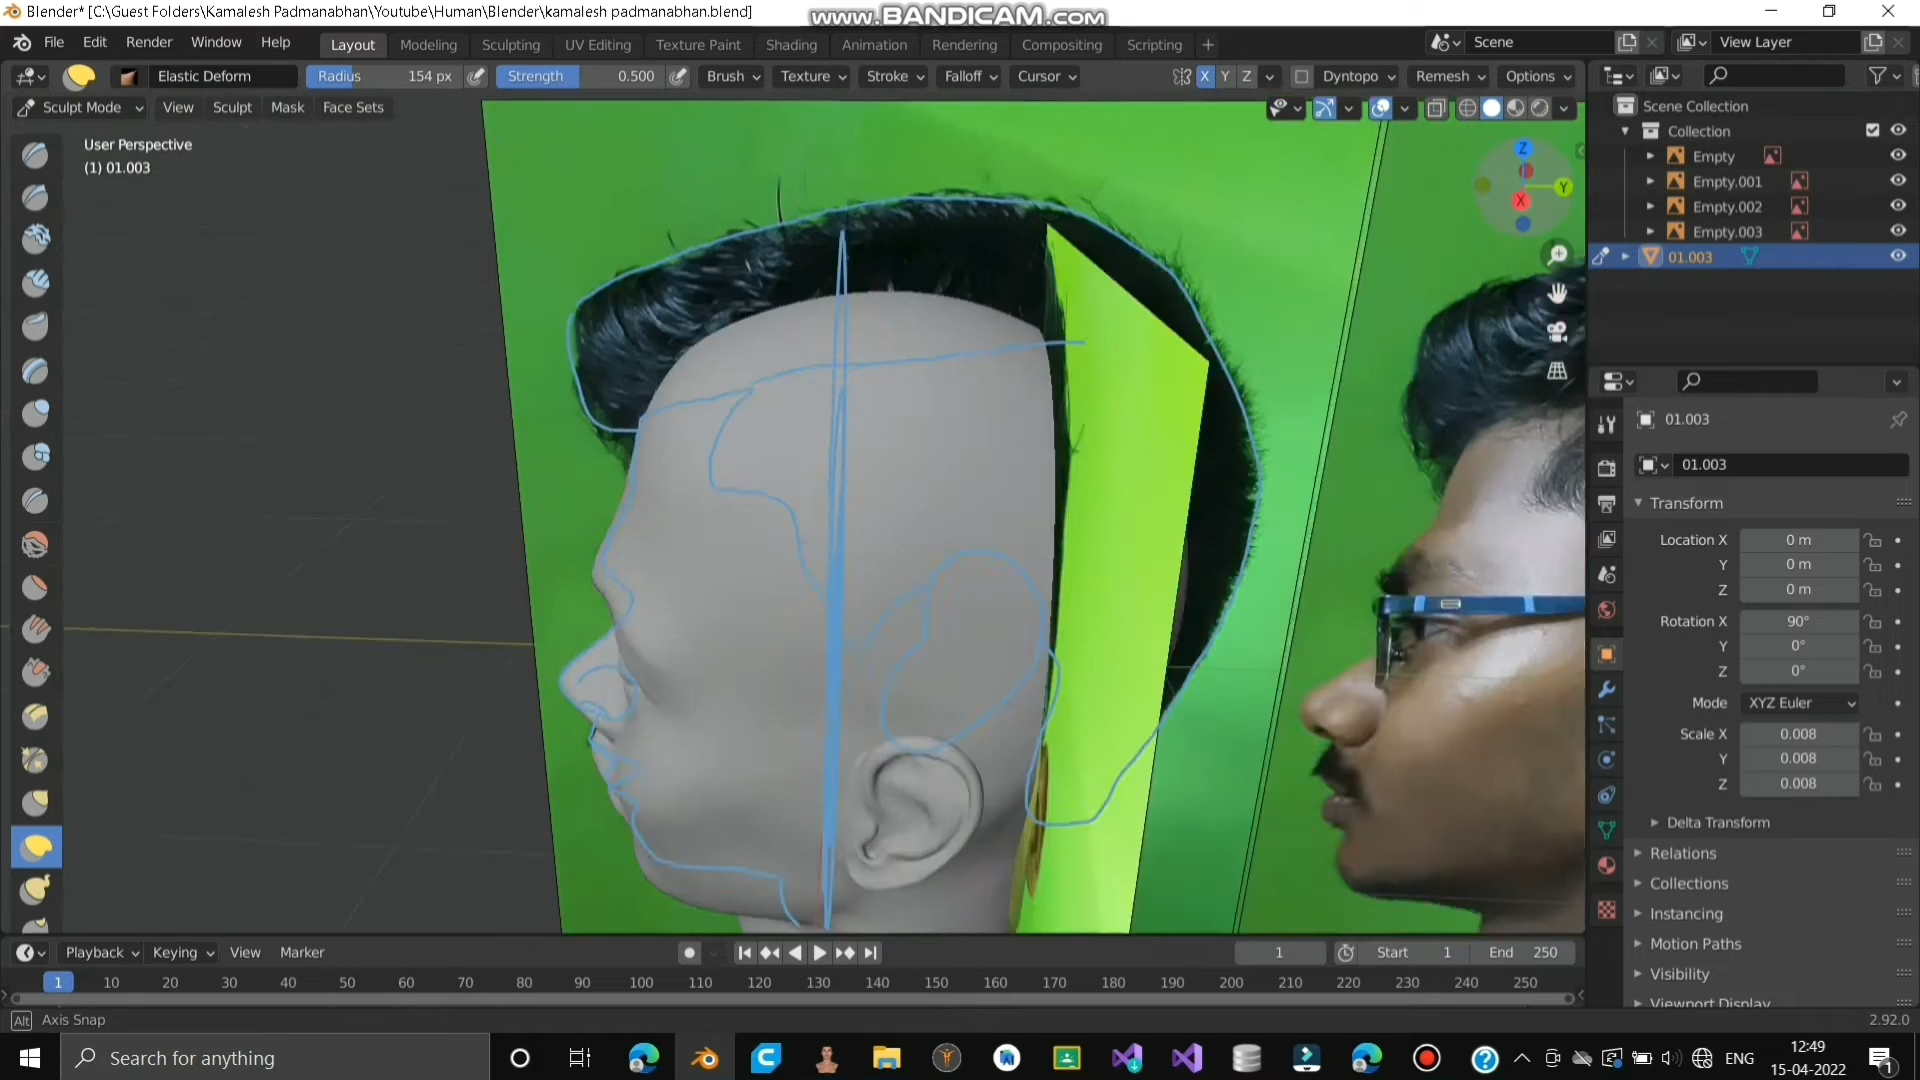 Blender* [C:\Guest Folders\Kamalesh Padmanabhan\Youtube\Human\Blender\kamalesh padmanabhan.blend]
www.BANDICAM.com
File Edit Render Window Help
Layout Modeling Sculpting UV Editing Texture Paint Shading Animation Rendering Compositing Scripting +
Scene
View Layer
Elastic Deform
Radius 154 px
Strength 0.500
Brush Texture Stroke Falloff Cursor
X Y Z
Dyntopo Remesh Options
Sculpt Mode View Sculpt Mask Face Sets
User Perspective
(1) 01.003
Z
Y
X
Scene Collection
Collection
Empty
Empty.001
Empty.002
Empty.003
01.003
01.003
01.003
Transform
Location X 0 m
Y 0 m
Z 0 m
Rotation X 90°
Y 0°
Z 0°
Mode XYZ Euler
Scale X 0.008
Y 0.008
Z 0.008
Delta Transform
Relations
Collections
Instancing
Motion Paths
Visibility
Viewport Display
Playback Keying View Marker
1 Start 1 End 250
1 10 20 30 40 50 60 70 80 90 100 110 120 130 140 150 160 170 180 190 200 210 220 230 240 250
Alt Axis Snap
2.92.0
Search for anything
ENG
12:49
15-04-2022
1